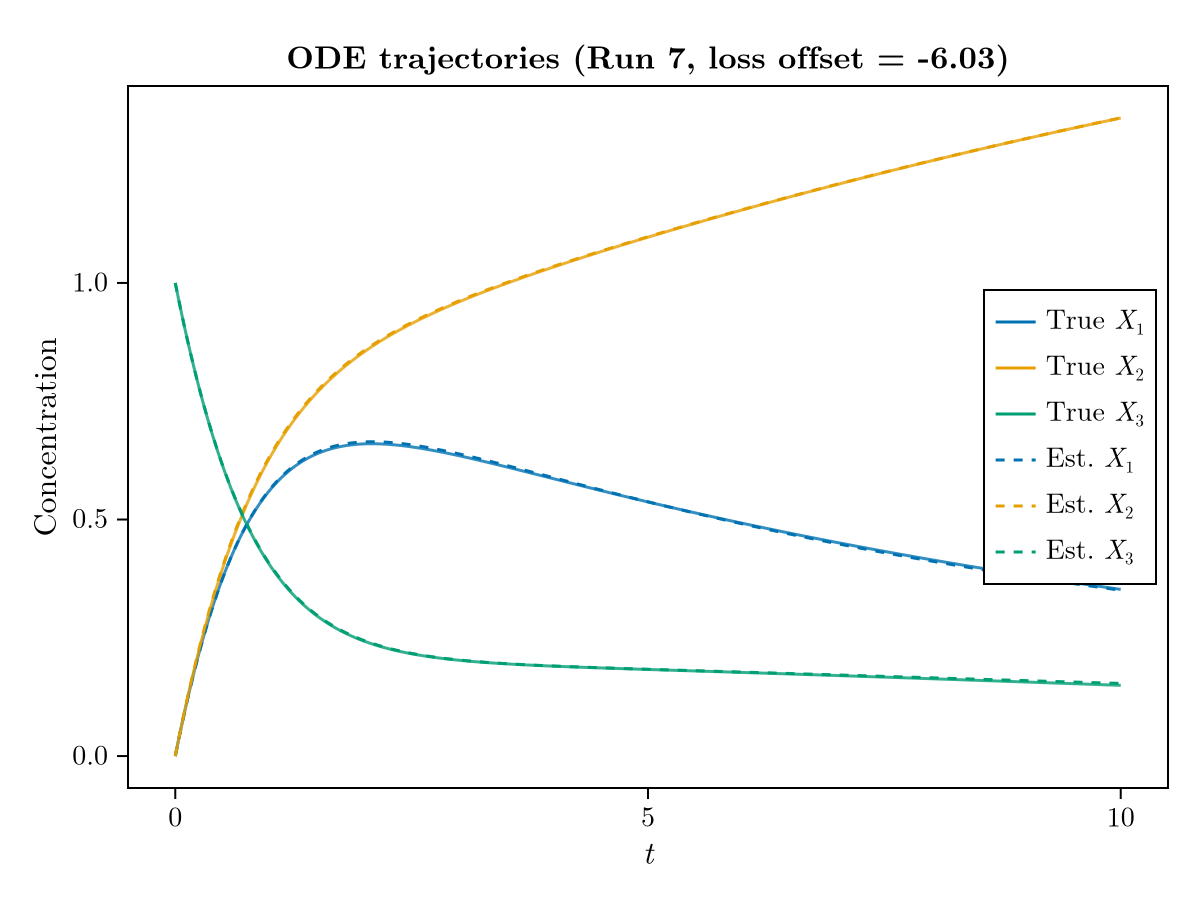 ODE trajectories (Run 7, loss offset = -6.03)
Concentration
1.0
0.5
0.0
True X₁
True X₂
True X₃
Est. X₁
Est. X₂
Est. X₃
0 5 10
t